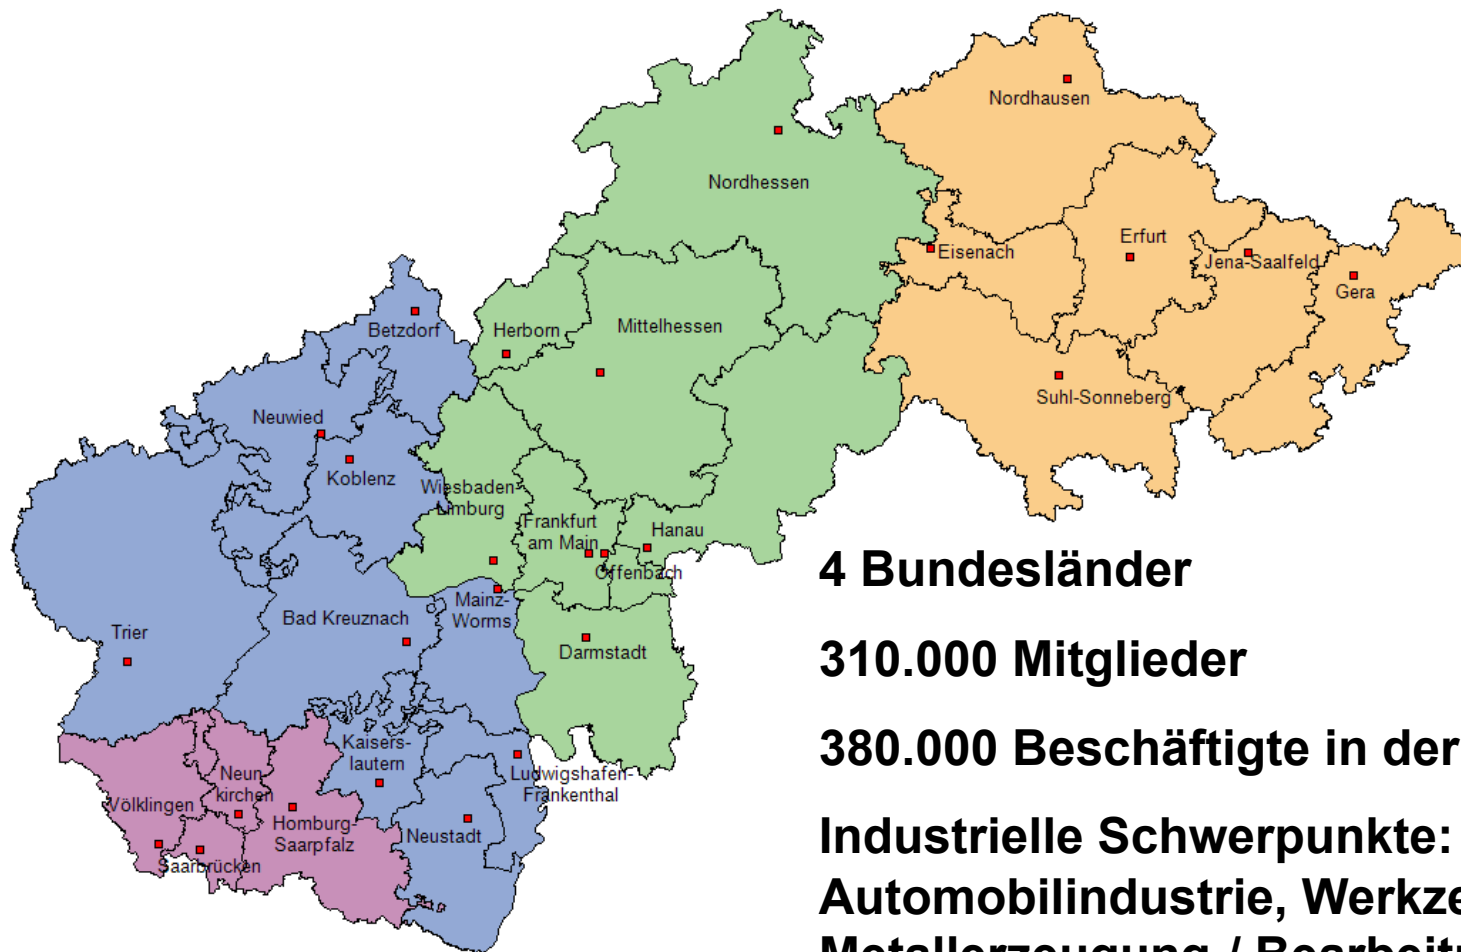 Nordhausen
Nordhessen
Erfurt
Eisenach
Jena-Saalfeld
Gera
Betzdorf
Herborn
Mittelhessen
Suhl-Sonneberg
Neuwied
Koblenz
Wiesbaden-
Limburg
Frankfurt
am Main
Hanau
Offenbach
Mainz-
Worms
Bad Kreuznach
Trier
Darmstadt
Kaisers-
lautern
Ludwigshafen-
Frankenthal
Neun
kirchen
Völklingen
Homburg-
Saarpfalz
Neustadt
Saarbrücken
4 Bundesländer
310.000 Mitglieder
380.000 Beschäftigte in der
Industrielle Schwerpunkte:
Automobilindustrie, Werkze
Metallerzeugung / Bearbeitu